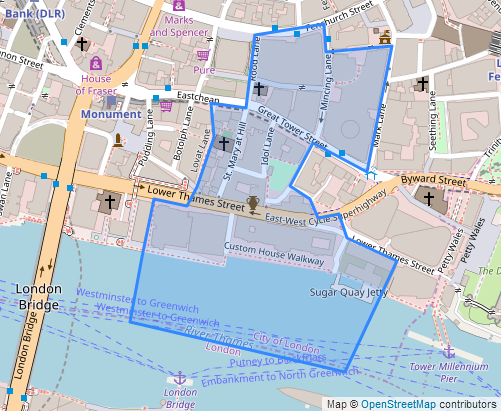 Bank (DLR)
Clements
Marks
and
Spencer
Fenchurch Street
House
of
Fraser
Pure
Rood Lane
Mincing Lane
Mark Lane
Seething Lane
Eastcheap
Great Tower Street
Monument
Pudding Lane
Botolph Lane
Lovat Lane
St. Mary at Hill
Idol Lane
Byward Street
Lower Thames Street
East-West Cycle Superhighway
Lower Thames Street
Custom House Walkway
Petty Wales
Petty Wales
Sugar Quay Jetty
London
Bridge
London Bridge
Westminster to Greenwich
Westminster to Greenwich
River Thames
City of London
London
Putney to Blackfriars
Embankment to North Greenwich
London
Bridge
Tower Millennium
Pier
Map © OpenStreetMap contributors